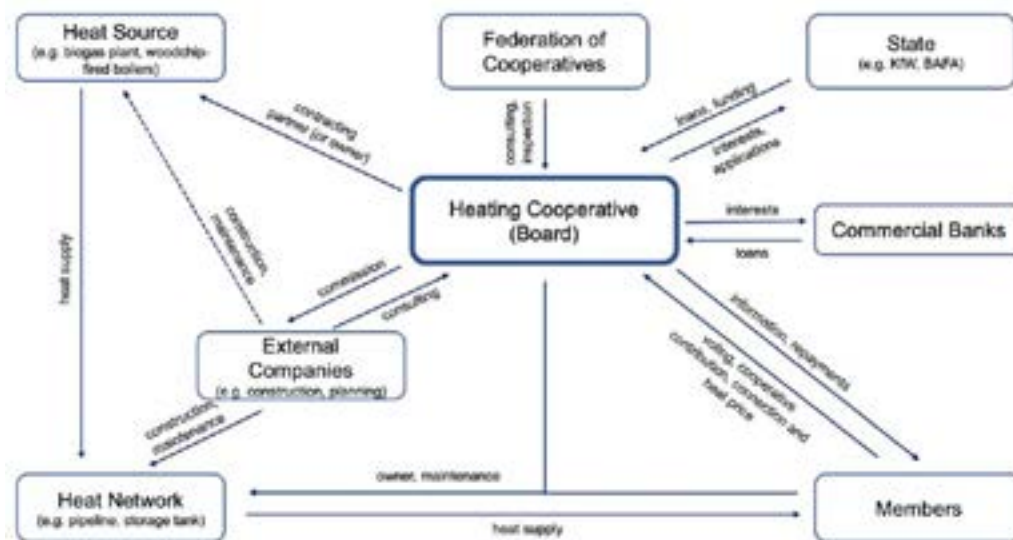 Heat Source
(e.g. biogas plant, woodchip-
fired boilers)
Federation of
Cooperatives
State
(e.g. KfW, BAFA)
contracting
partner (or owner)
consulting,
inspection
loans, funding
interests,
applications
Heating Cooperative
(Board)
interests
loans
Commercial Banks
heat supply
construction,
maintenance
commission
consulting
External
Companies
(e.g. construction, planning)
information, repayments
voting, cooperative
contribution, connection and
heat price
construction,
maintenance
Heat Network
(e.g. pipeline, storage tank)
owner, maintenance
heat supply
Members